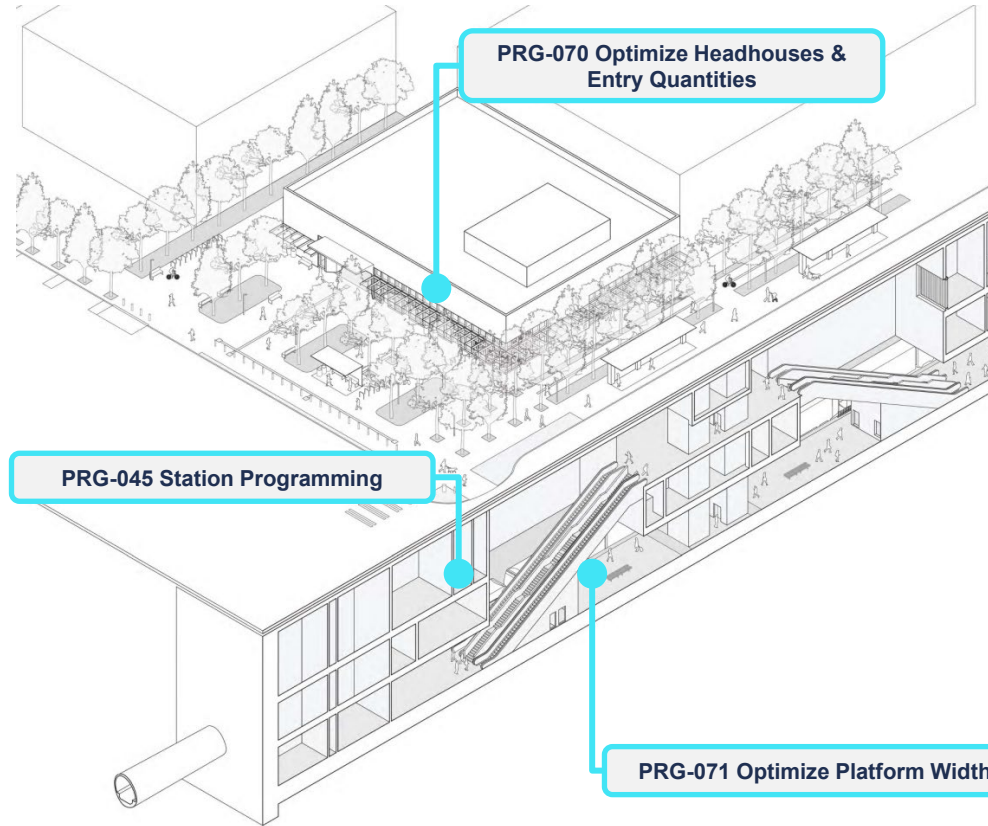 PRG-070 Optimize Headhouses &
Entry Quantities
PRG-045 Station Programming
PRG-071 Optimize Platform Width